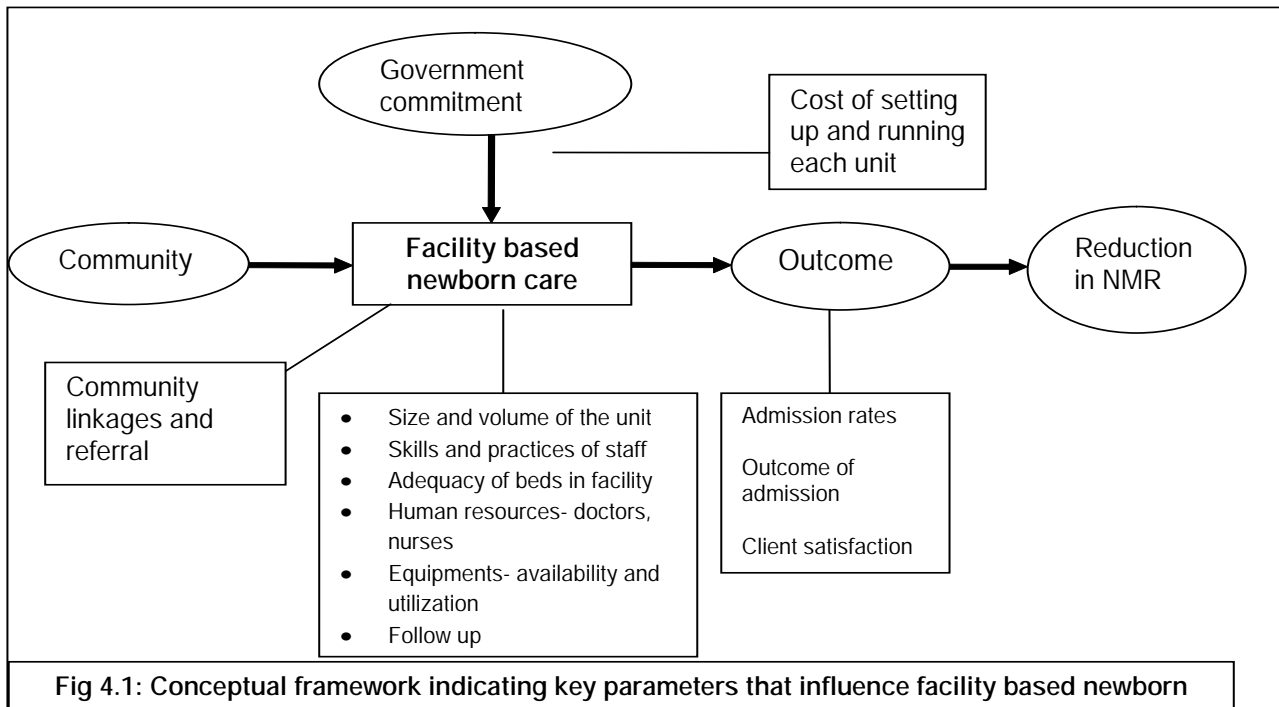 Government
commitment
Cost of setting
up and running
each unit
Community
Facility based
newborn care
Outcome
Reduction
in NMR
Community
linkages and
referral
• Size and volume of the unit
• Skills and practices of staff
• Adequacy of beds in facility
• Human resources- doctors,
nurses
• Equipments- availability and
utilization
• Follow up
Admission rates
Outcome of
admission
Client satisfaction
Fig 4.1: Conceptual framework indicating key parameters that influence facility based newborn